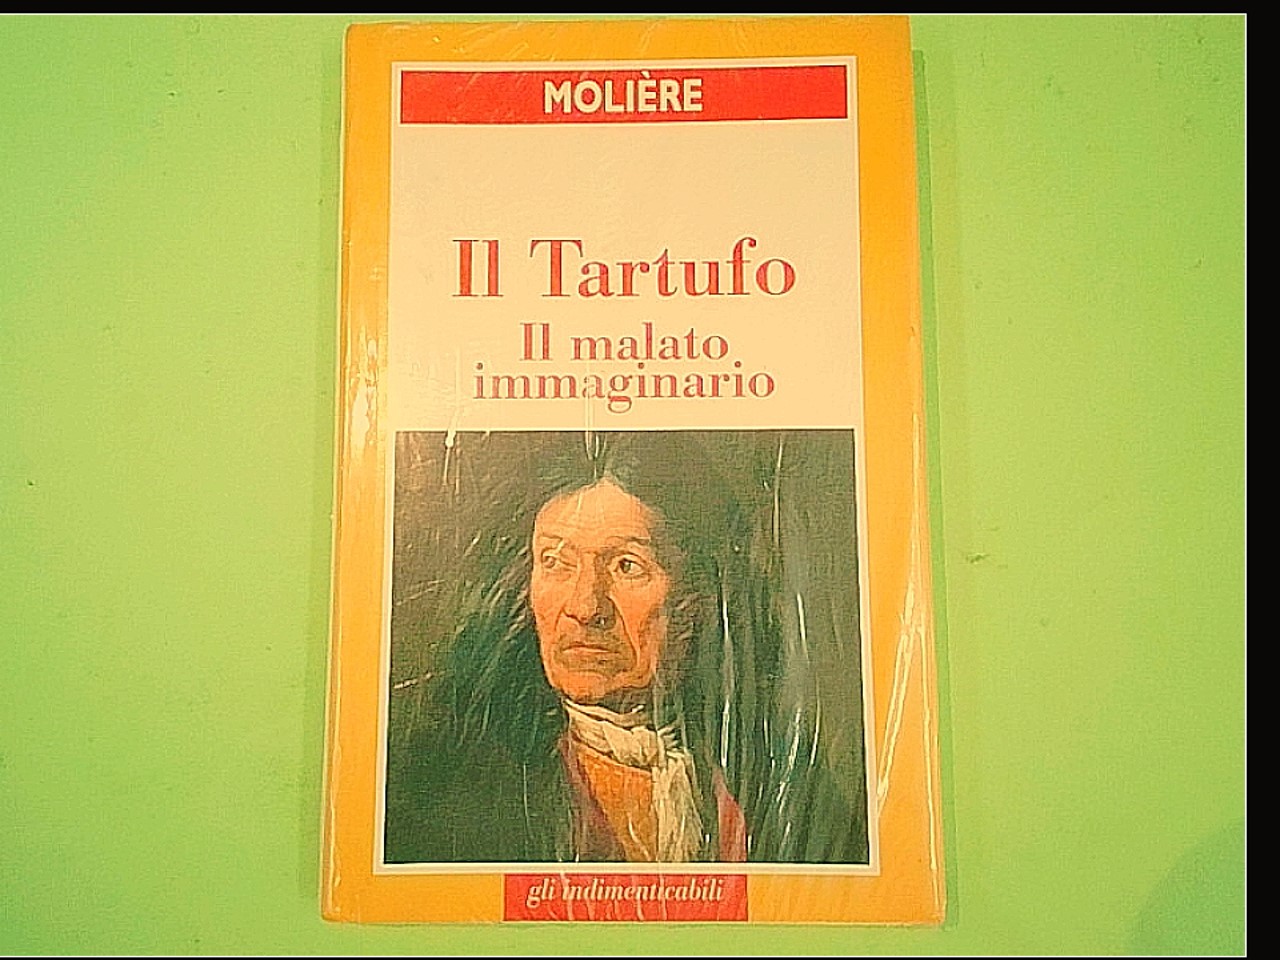 MOLIÈRE
Il Tartufo
Il malato
immaginario
gli indimenticabili